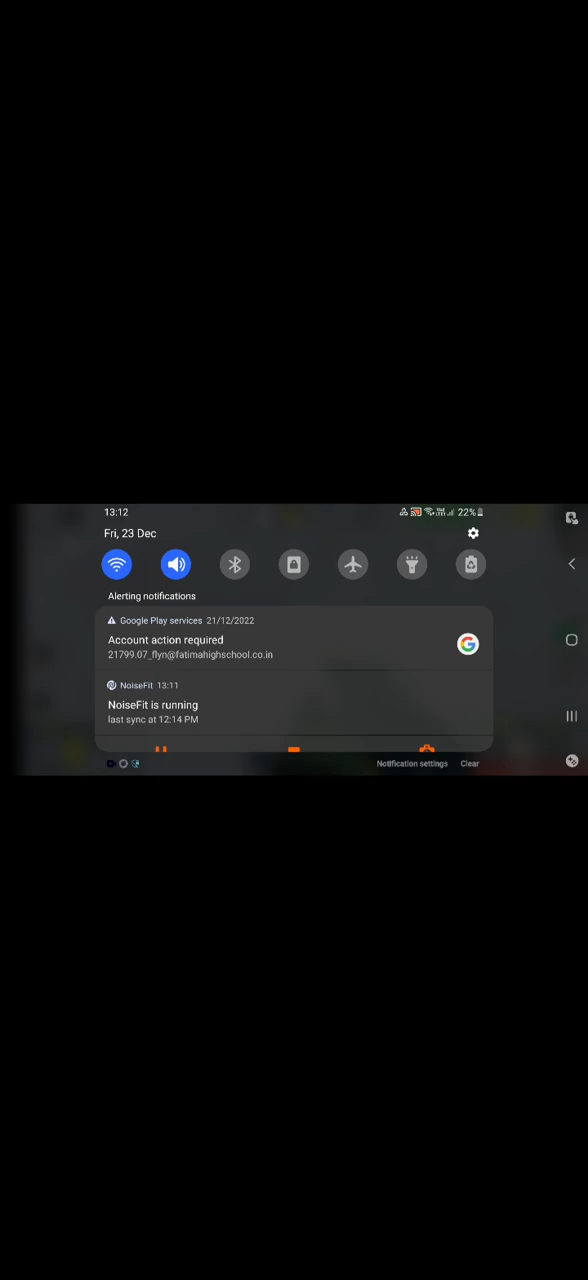 13:12
22%
Fri, 23 Dec
Alerting notifications
Google Play services 21/12/2022
Account action required
21799.07_flyn@fatimahighschool.co.in
NoiseFit 13:11
NoiseFit is running
last sync at 12:14 PM
Notification settings Clear